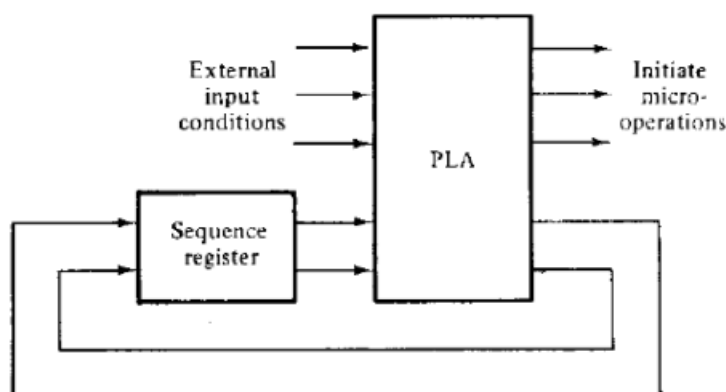 External
input
conditions
PLA
Initiate
micro-
operations
Sequence
register